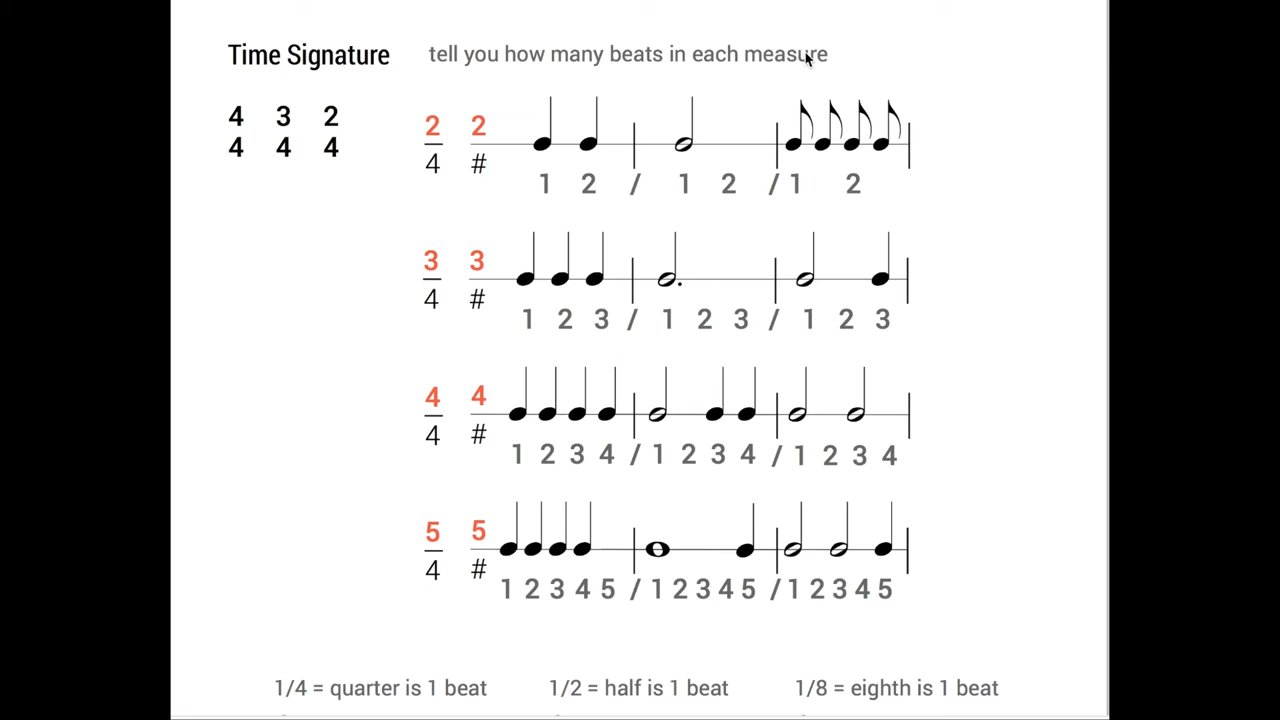 Time Signature tell you how many beats in each measure
4 3 2
4 4 4
2 2
4 #
1 2 / 1 2 / 1 2
3 3
4 #
1 2 3 / 1 2 3 / 1 2 3
4 4
4 #
1 2 3 4 / 1 2 3 4 / 1 2 3 4
5 5
4 #
1 2 3 4 5 / 1 2 3 4 5 / 1 2 3 4 5
1/4 = quarter is 1 beat 1/2 = half is 1 beat 1/8 = eighth is 1 beat